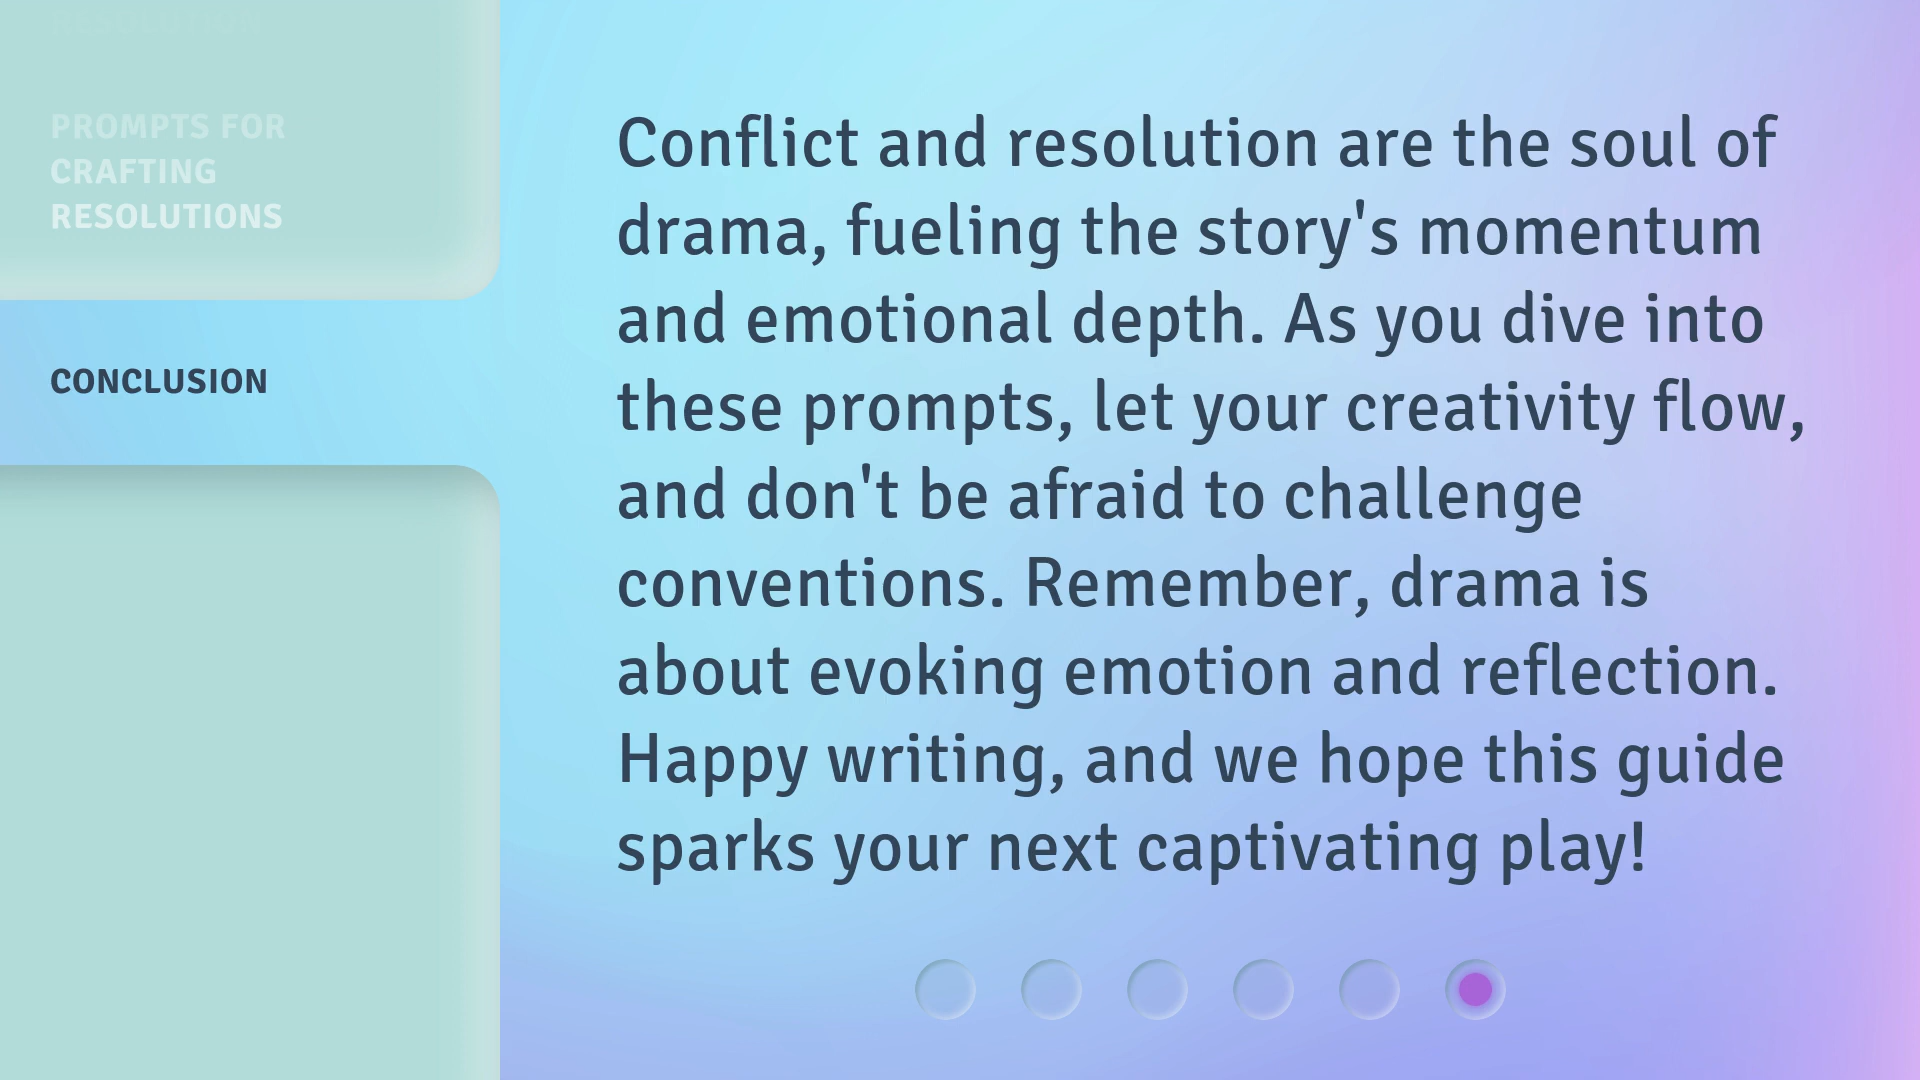 RESOLUTION
PROMPTS FOR
CRAFTING
RESOLUTIONS
CONCLUSION
Conflict and resolution are the soul of
drama, fueling the story's momentum
and emotional depth. As you dive into
these prompts, let your creativity flow,
and don't be afraid to challenge
conventions. Remember, drama is
about evoking emotion and reflection.
Happy writing, and we hope this guide
sparks your next captivating play!